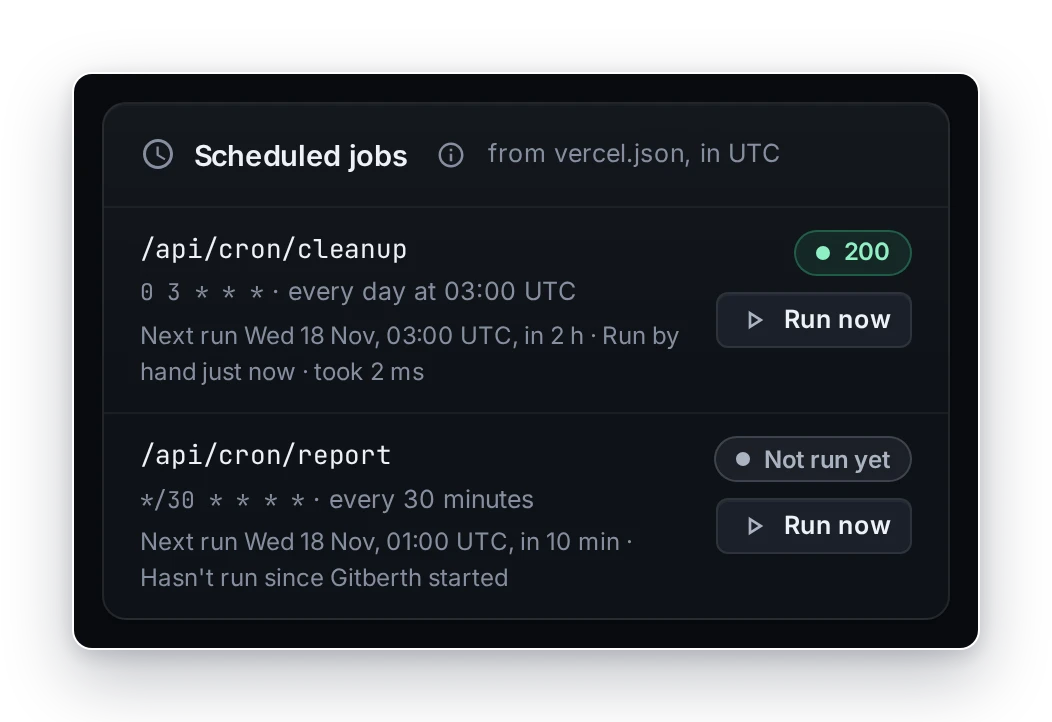 Scheduled jobs from vercel.json, in UTC
/api/cron/cleanup
200
0 3 * * * · every day at 03:00 UTC
Run now
Next run Wed 18 Nov, 03:00 UTC, in 2 h · Run by
hand just now · took 2 ms
/api/cron/report
Not run yet
*/30 * * * * · every 30 minutes
Run now
Next run Wed 18 Nov, 01:00 UTC, in 10 min ·
Hasn't run since Gitberth started